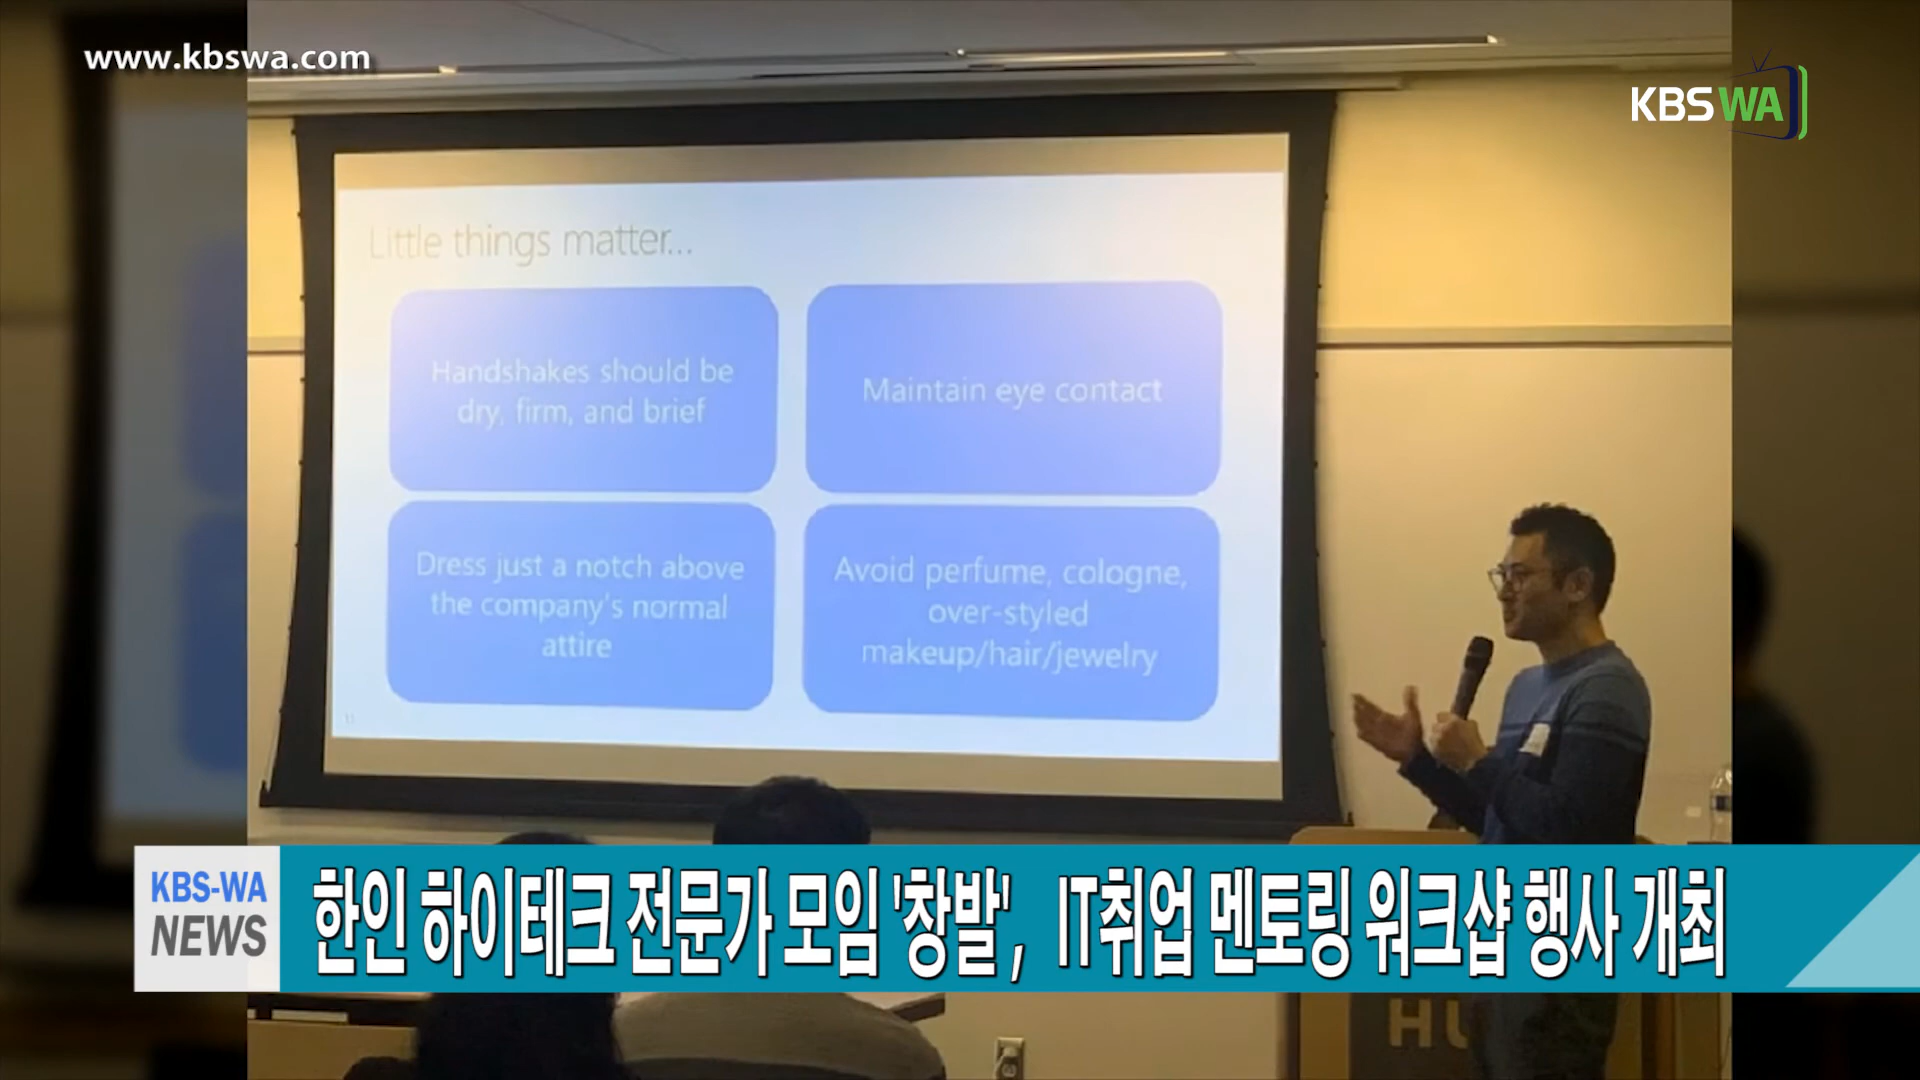 www.kbswa.com
KBSWA
Little things matter...
Handshakes should be
dry, firm, and brief
Maintain eye contact
Dress just a notch above
the company's normal
attire
Avoid perfume, cologne,
over-styled
makeup/hair/jewelry
11
KBS-WA
NEWS
한인 하이테크 전문가 모임 '창발', IT취업 멘토링 워크샵 행사 개최
HU